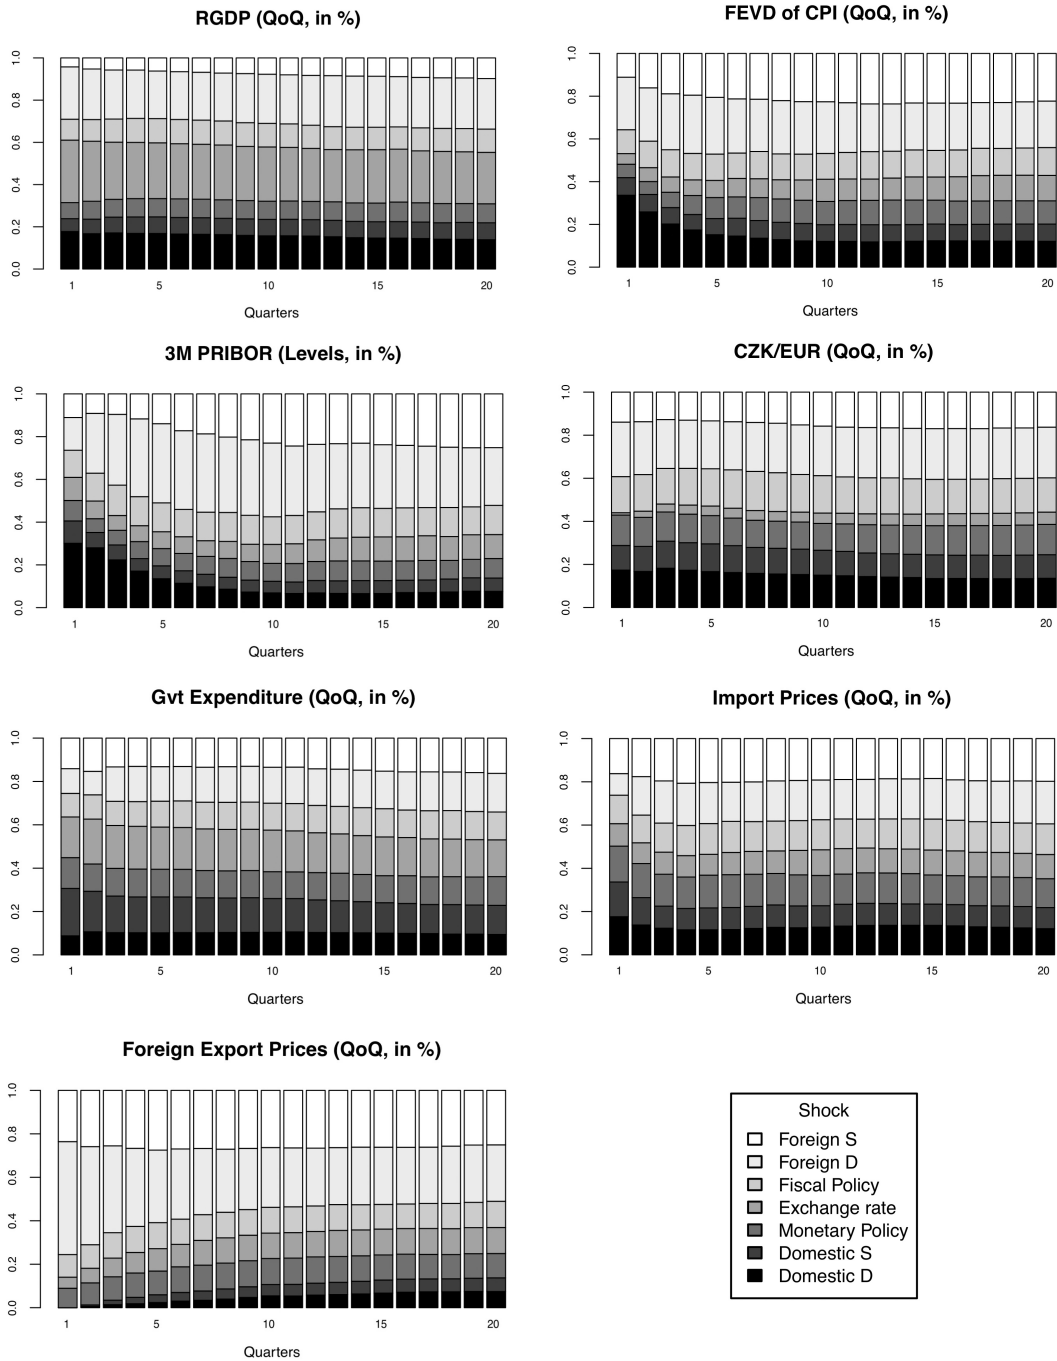 RGDP (QoQ, in %)
0.0 0.2 0.4 0.6 0.8 1.0
1 5 10 15 20
Quarters
FEVD of CPI (QoQ, in %)
0.0 0.2 0.4 0.6 0.8 1.0
1 5 10 15 20
Quarters
3M PRIBOR (Levels, in %)
0.0 0.2 0.4 0.6 0.8 1.0
1 5 10 15 20
Quarters
CZK/EUR (QoQ, in %)
0.0 0.2 0.4 0.6 0.8 1.0
1 5 10 15 20
Quarters
Gvt Expenditure (QoQ, in %)
0.0 0.2 0.4 0.6 0.8 1.0
1 5 10 15 20
Quarters
Import Prices (QoQ, in %)
0.0 0.2 0.4 0.6 0.8 1.0
1 5 10 15 20
Quarters
Foreign Export Prices (QoQ, in %)
0.0 0.2 0.4 0.6 0.8 1.0
1 5 10 15 20
Quarters
Shock
Foreign S
Foreign D
Fiscal Policy
Exchange rate
Monetary Policy
Domestic S
Domestic D